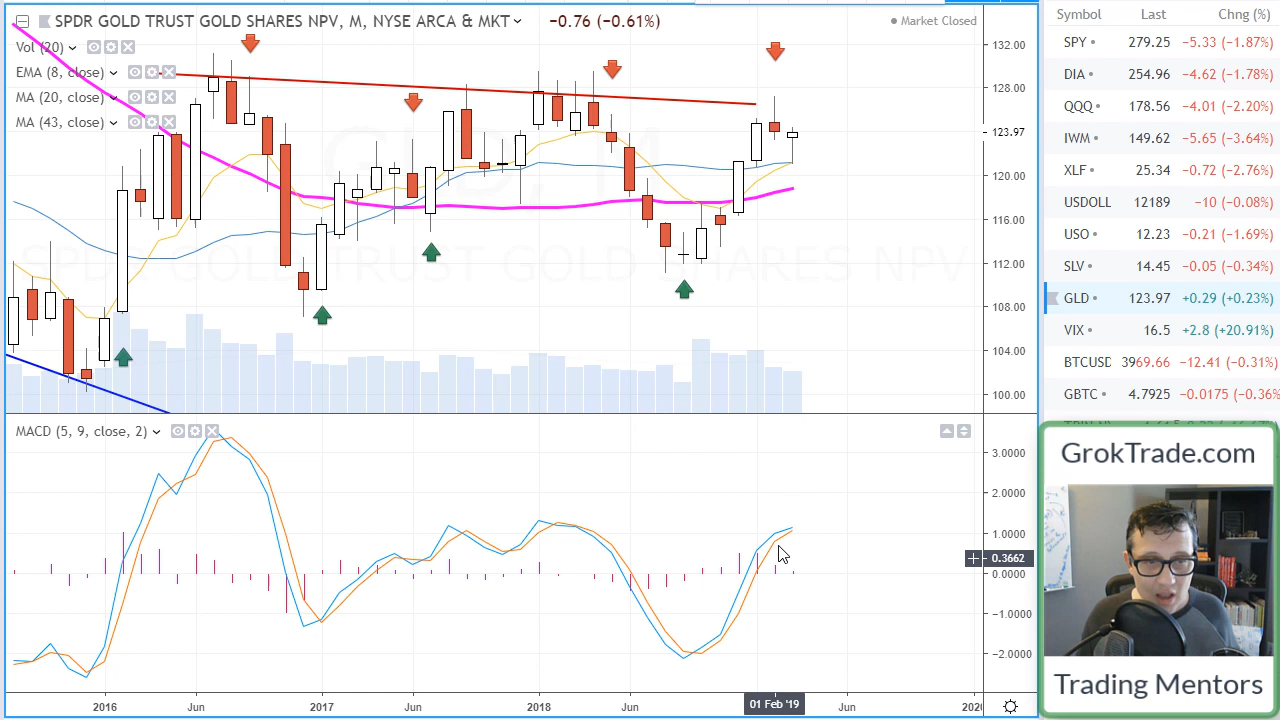 SPDR GOLD TRUST GOLD SHARES NPV, M, NYSE ARCA & MKT −0.76 (−0.61%)
Market Closed
Vol (20)
EMA (8, close)
MA (20, close)
MA (43, close)
GLD, M
SPDR GOLD TRUST GOLD SHARES NPV
132.00
128.00
123.97
120.00
116.00
112.00
108.00
104.00
100.00
MACD (5, 9, close, 2)
3.0000
2.0000
1.0000
0.3662
0.0000
−1.0000
−2.0000
2016 Jun 2017 Jun 2018 Jun 01 Feb '19 Jun
Symbol Last Chng (%)
SPY 279.25 −5.33 (−1.87%)
DIA 254.96 −4.62 (−1.78%)
QQQ 178.56 −4.01 (−2.20%)
IWM 149.62 −5.65 (−3.64%)
XLF 25.34 −0.72 (−2.76%)
USDOLL 12189 −10 (−0.08%)
USO 12.23 −0.21 (−1.69%)
SLV 14.45 −0.05 (−0.34%)
GLD 123.97 +0.29 (+0.23%)
VIX 16.5 +2.8 (+20.91%)
BTCUSD 3969.66 −12.41 (−0.31%)
GBTC 4.7925 −0.0175 (−0.36%
GrokTrade.com
Trading Mentors